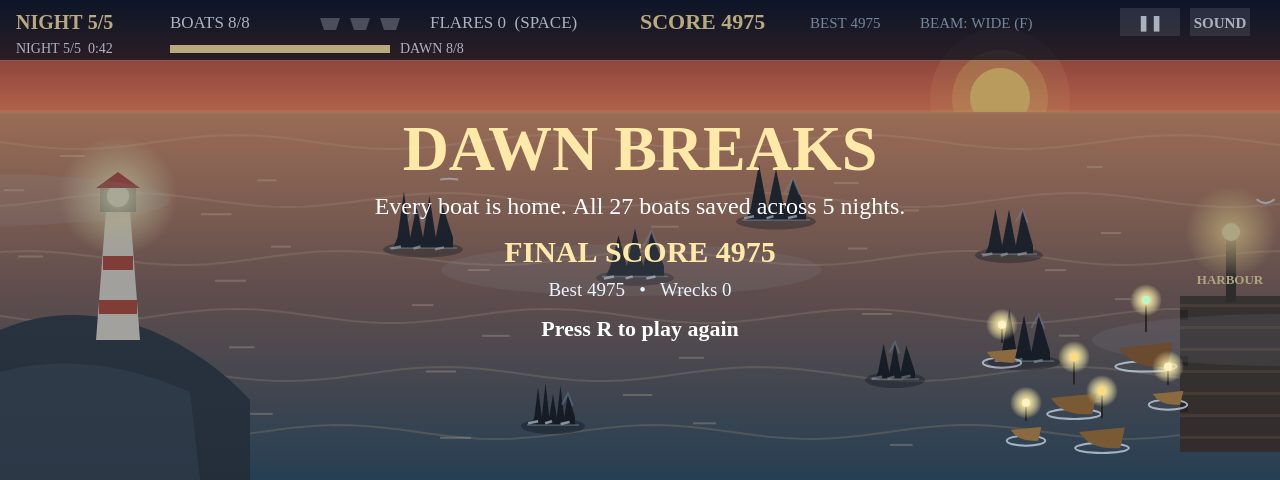 NIGHT 5/5 BOATS 8/8 FLARES 0 (SPACE) SCORE 4975 BEST 4975 BEAM: WIDE (F) ❚❚ SOUND
NIGHT 5/5 0:42 DAWN 8/8
DAWN BREAKS
Every boat is home. All 27 boats saved across 5 nights.
FINAL SCORE 4975
HARBOUR
Best 4975 • Wrecks 0
Press R to play again